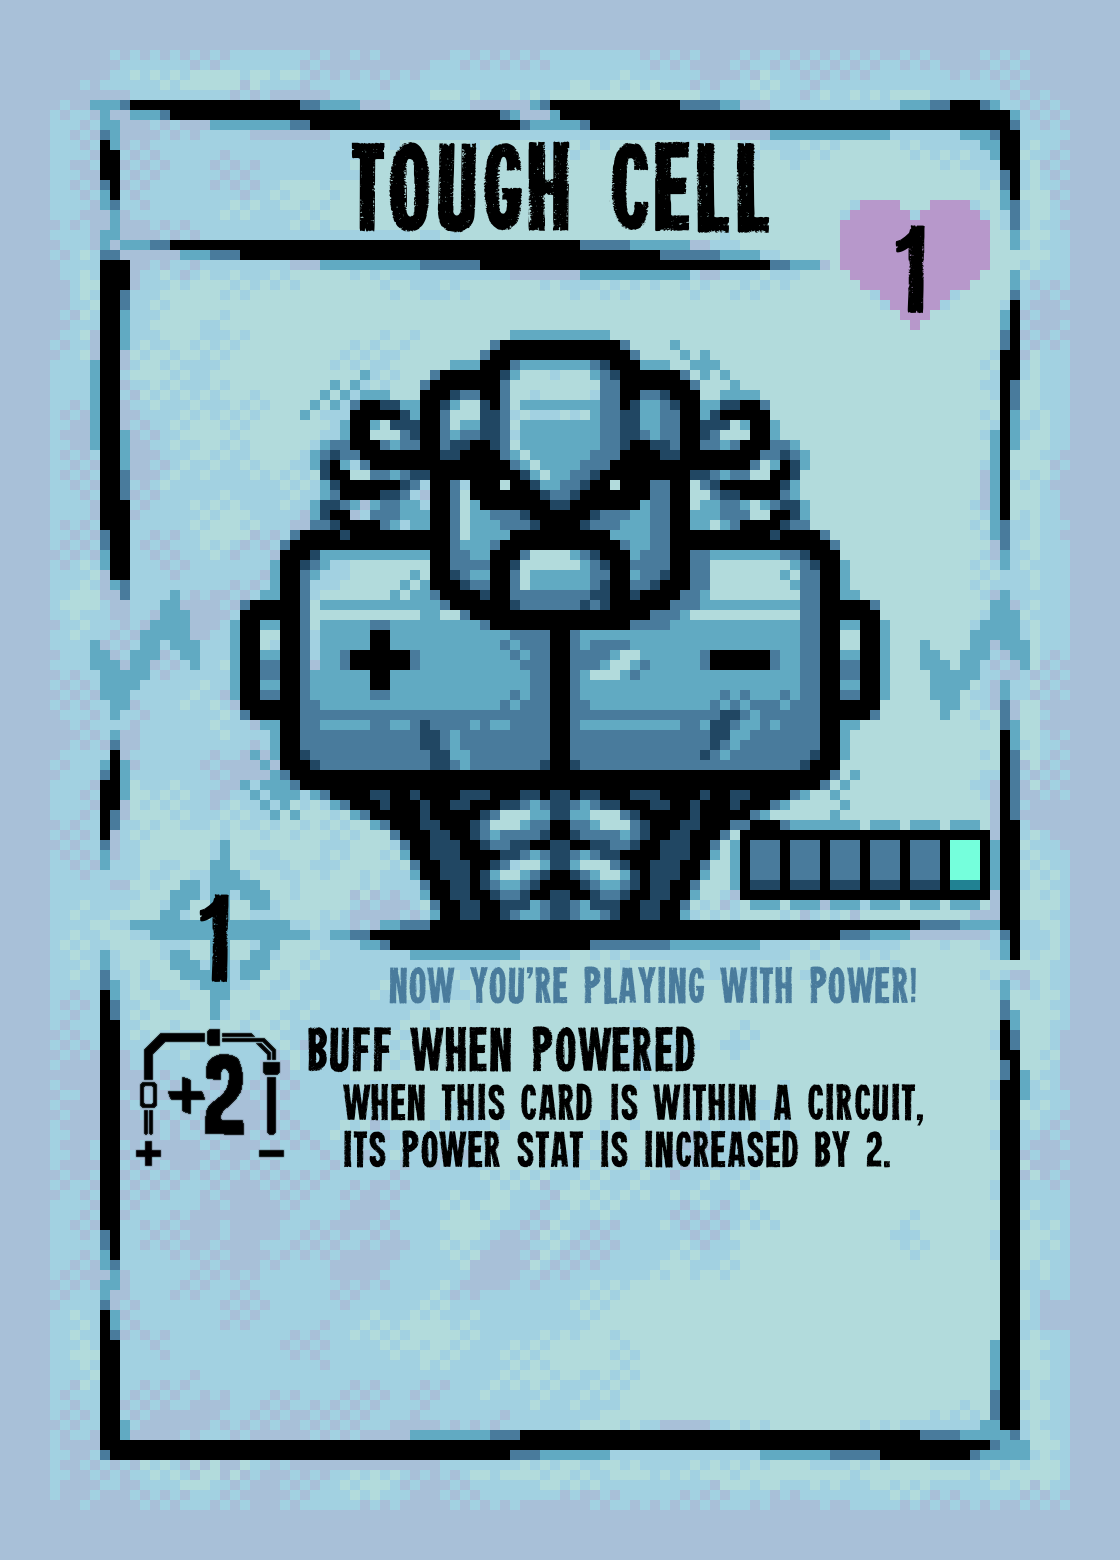 TOUGH CELL
1
+ -
1
NOW YOU'RE PLAYING WITH POWER!
+2
+ -
BUFF WHEN POWERED
WHEN THIS CARD IS WITHIN A CIRCUIT,
ITS POWER STAT IS INCREASED BY 2.